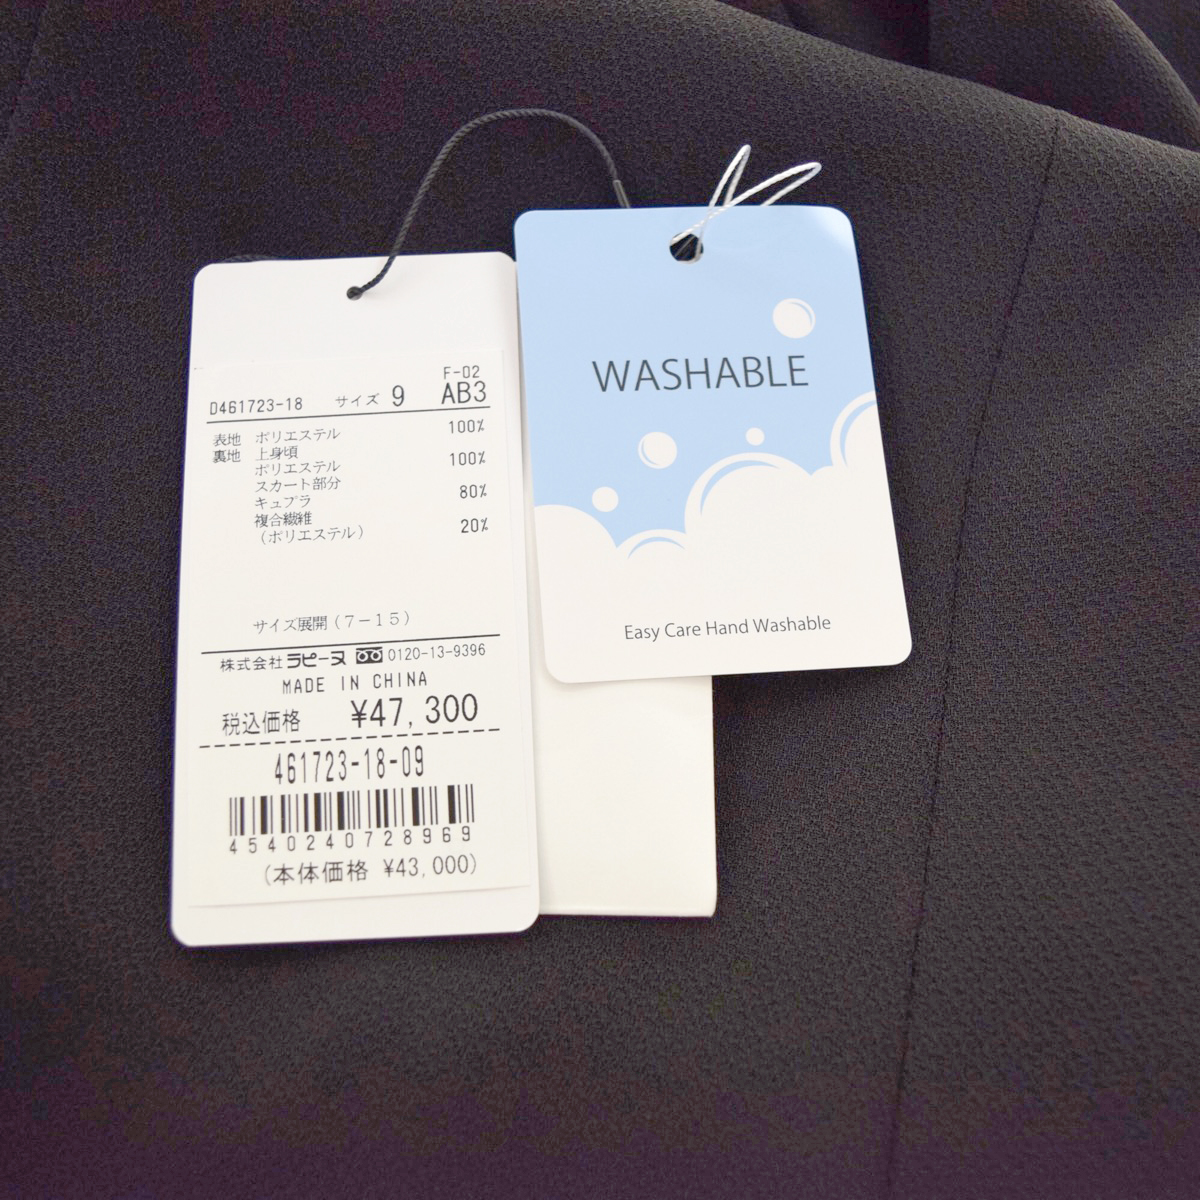 F-02
D461723-18 サイズ 9 AB3
表地 ポリエステル 100%
裏地 上身頃
ポリエステル 100%
スカート部分
キュプラ 80%
複合繊維
(ポリエステル) 20%
サイズ展開(7-15)
株式会社ラピーヌ 0120-13-9396
MADE IN CHINA
税込価格 ¥47,300
461723-18-09
4540240728969
(本体価格 ¥43,000)
WASHABLE
Easy Care Hand Washable